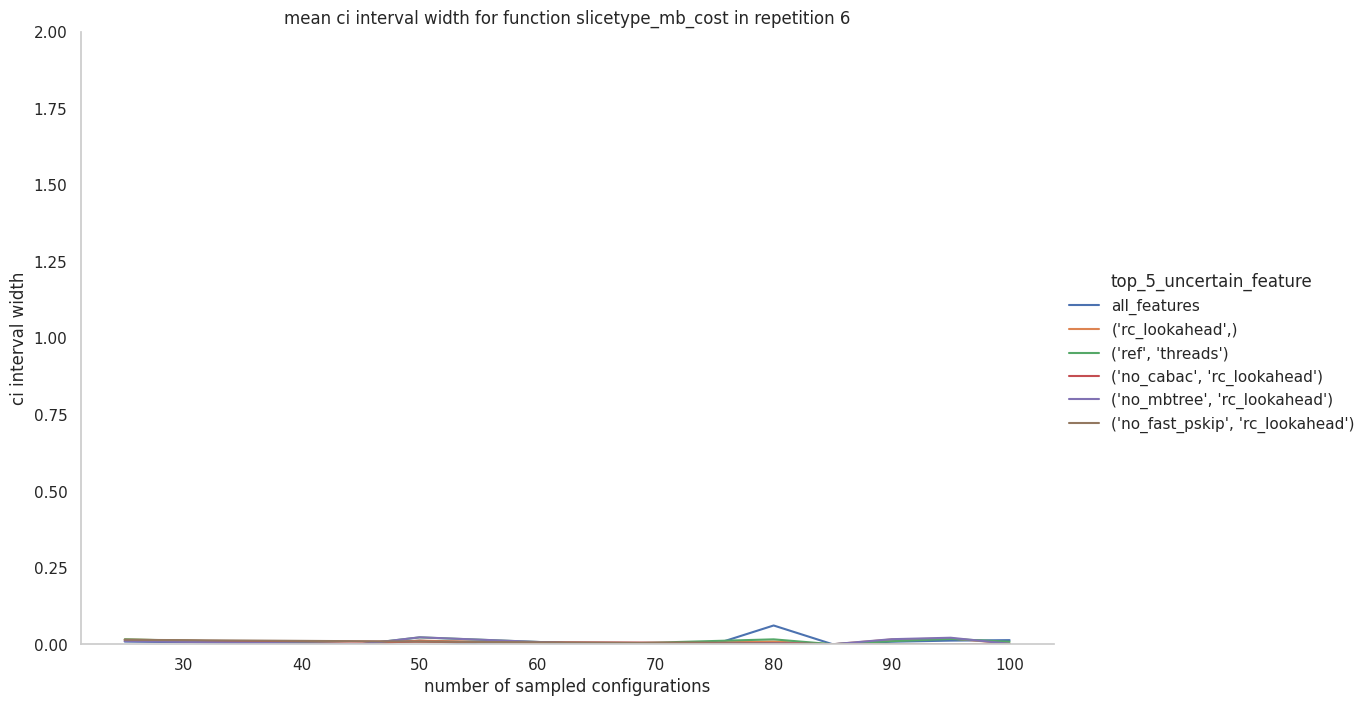 mean ci interval width for function slicetype_mb_cost in repetition 6
2.00
1.75
1.50
1.25
1.00
0.75
0.50
0.25
0.00
ci interval width
30 40 50 60 70 80 90 100
number of sampled configurations
top_5_uncertain_feature
all_features
('rc_lookahead',)
('ref', 'threads')
('no_cabac', 'rc_lookahead')
('no_mbtree', 'rc_lookahead')
('no_fast_pskip', 'rc_lookahead')